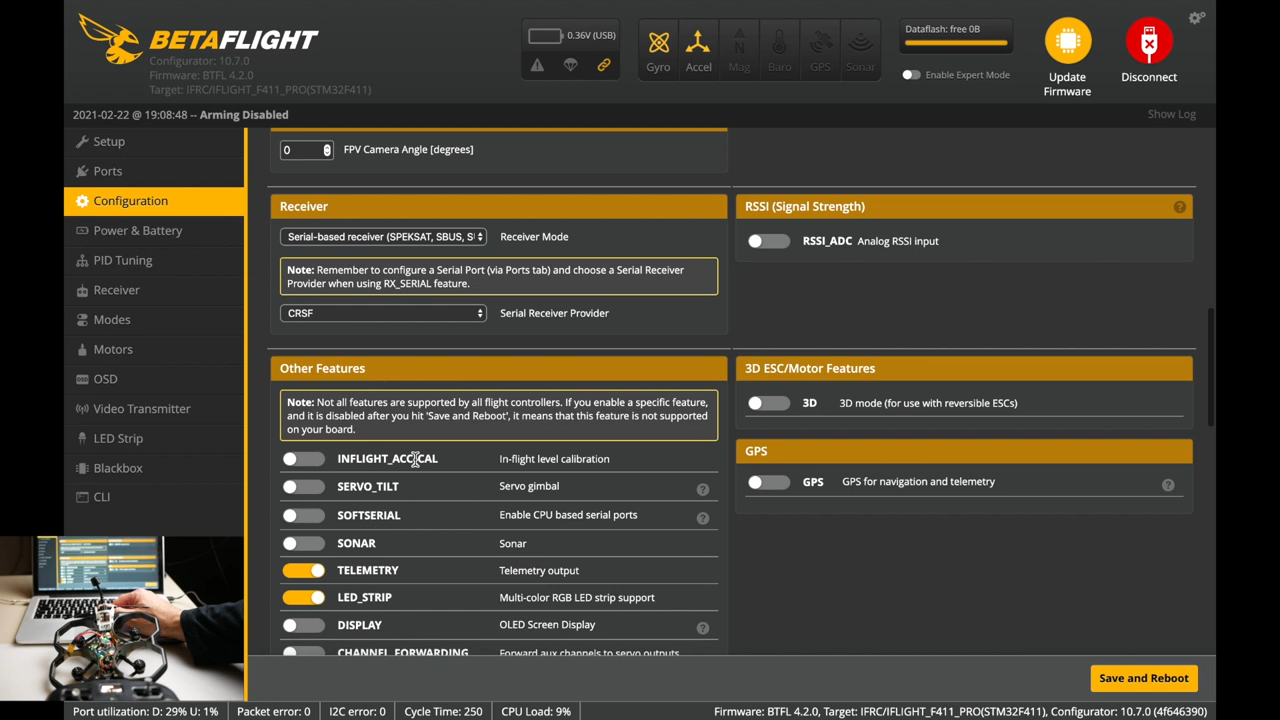 BETAFLIGHT
Configurator: 10.7.0
Firmware: BTFL 4.2.0
Target: IFRC/IFLIGHT_F411_PRO(STM32F411)
0.36V (USB)
Gyro
Accel
Mag
Baro
GPS
Sonar
Dataflash: free 0B
Enable Expert Mode
Update
Firmware
Disconnect
2021-02-22 @ 19:08:48 -- Arming Disabled
Show Log
Setup
Ports
Configuration
Power & Battery
PID Tuning
Receiver
Modes
Motors
OSD
Video Transmitter
LED Strip
Blackbox
CLI
0
FPV Camera Angle [degrees]
Receiver
Serial-based receiver (SPEKSAT, SBUS, S
Receiver Mode
Note: Remember to configure a Serial Port (via Ports tab) and choose a Serial Receiver
Provider when using RX_SERIAL feature.
CRSF
Serial Receiver Provider
RSSI (Signal Strength)
RSSI_ADC Analog RSSI input
Other Features
Note: Not all features are supported by all flight controllers. If you enable a specific feature,
and it is disabled after you hit 'Save and Reboot', it means that this feature is not supported
on your board.
INFLIGHT_ACC_CAL In-flight level calibration
SERVO_TILT Servo gimbal
SOFTSERIAL Enable CPU based serial ports
SONAR Sonar
TELEMETRY Telemetry output
LED_STRIP Multi-color RGB LED strip support
DISPLAY OLED Screen Display
CHANNEL_FORWARDING Forward aux channels to servo outputs
3D ESC/Motor Features
3D 3D mode (for use with reversible ESCs)
GPS
GPS GPS for navigation and telemetry
Save and Reboot
Port utilization: D: 29% U: 1%
Packet error: 0
I2C error: 0
Cycle Time: 250
CPU Load: 9%
Firmware: BTFL 4.2.0, Target: IFRC/IFLIGHT_F411_PRO(STM32F411), Configurator: 10.7.0 (4f646390)